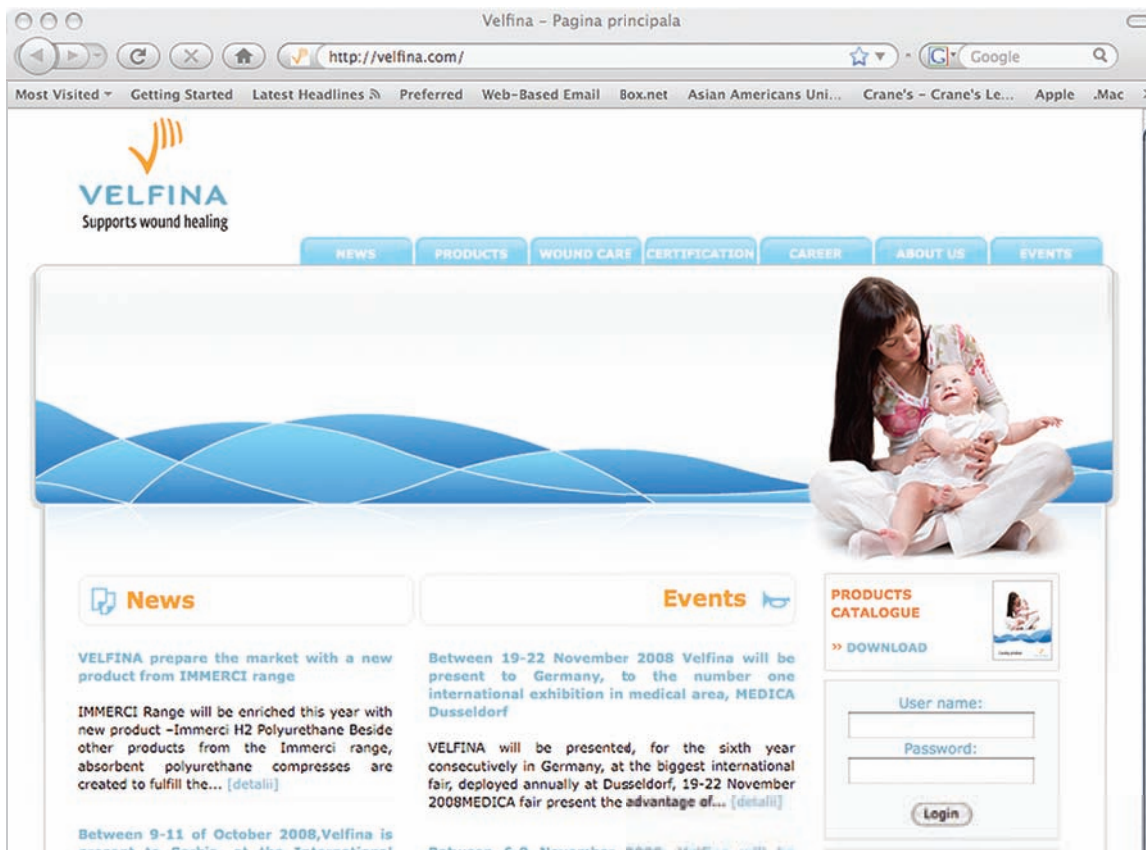 Velfina – Pagina principala
http://velfina.com/
Google
Most Visited
Getting Started
Latest Headlines
Preferred
Web-Based Email
Box.net
Asian Americans Uni...
Crane's – Crane's Le...
Apple
.Mac
VELFINA
Supports wound healing
NEWS
PRODUCTS
WOUND CARE
CERTIFICATION
CAREER
ABOUT US
EVENTS
News
VELFINA prepare the market with a new
product from IMMERCI range
IMMERCI Range will be enriched this year with
new product –Immerci H2 Polyurethane Beside
other products from the Immerci range,
absorbent polyurethane compresses are
created to fulfill the... [detalii]
Between 9-11 of October 2008,Velfina is
present to Serbia, at the International
Events
Between 19-22 November 2008 Velfina will be
present to Germany, to the number one
international exhibition in medical area, MEDICA
Dusseldorf
VELFINA will be presented, for the sixth year
consecutively in Germany, at the biggest international
fair, deployed annually at Dusseldorf, 19-22 November
2008MEDICA fair present the advantage of... [detalii]
PRODUCTS
CATALOGUE
>> DOWNLOAD
User name:
Password:
Login